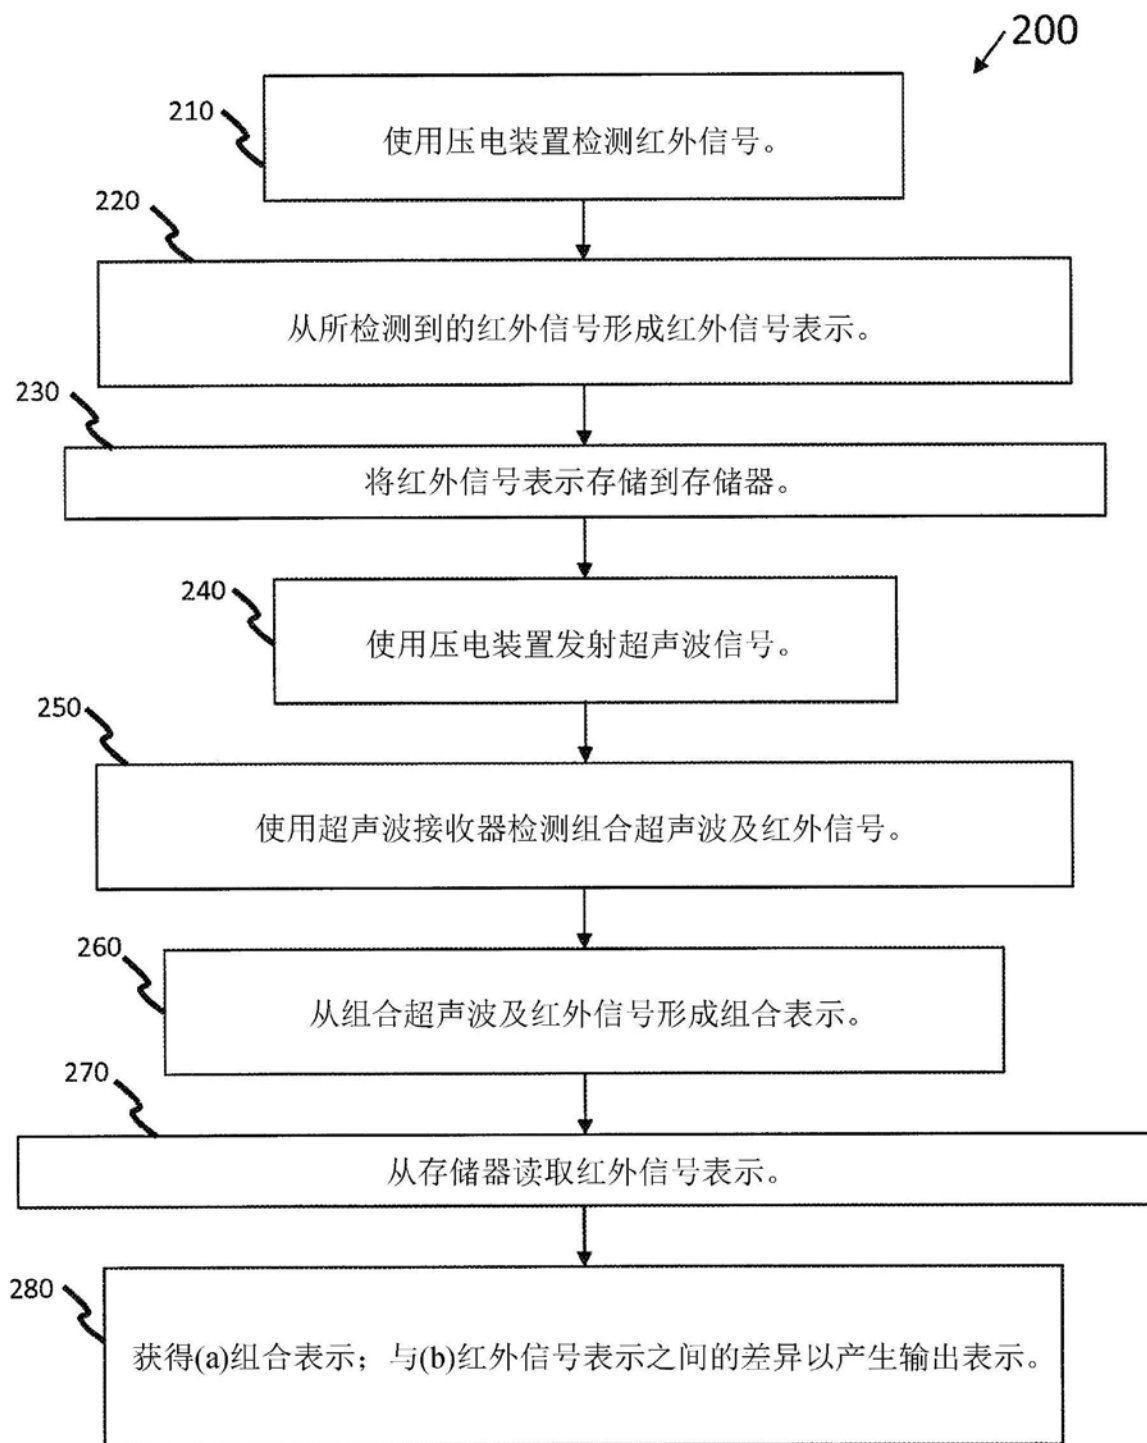 200
210
使用压电装置检测红外信号。
220
从所检测到的红外信号形成红外信号表示。
230
将红外信号表示存储到存储器。
240
使用压电装置发射超声波信号。
250
使用超声波接收器检测组合超声波及红外信号。
260
从组合超声波及红外信号形成组合表示。
270
从存储器读取红外信号表示。
280
获得(a)组合表示；与(b)红外信号表示之间的差异以产生输出表示。